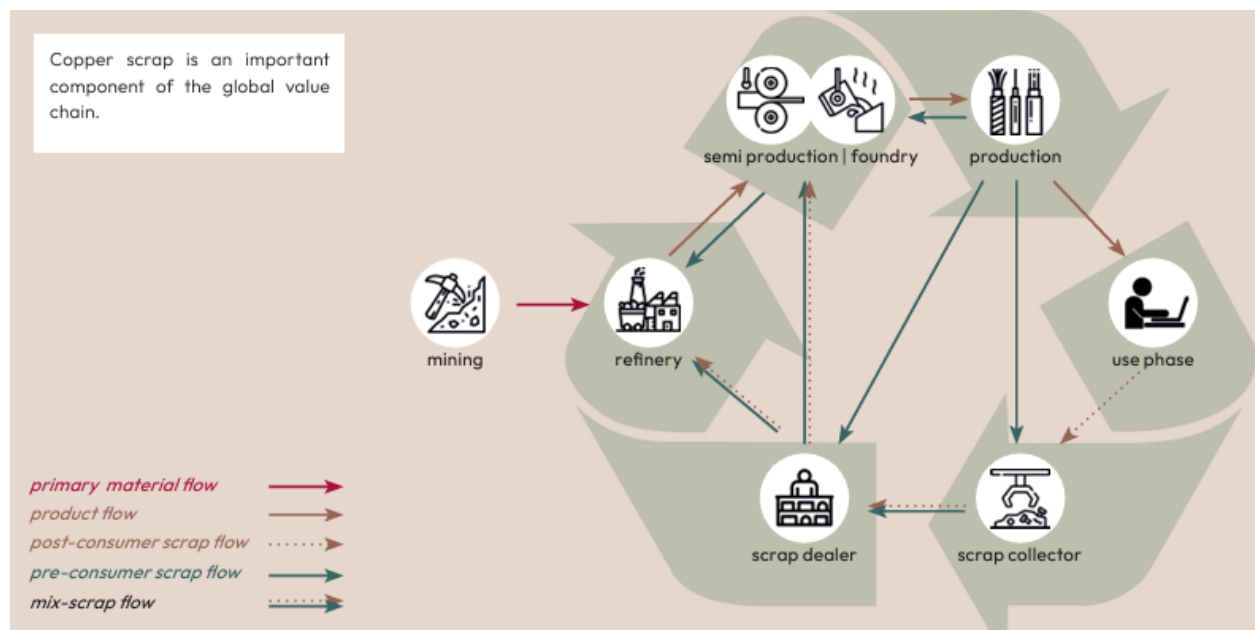 Copper scrap is an important
component of the global value
chain.
semi production | foundry
production
mining
refinery
use phase
scrap dealer
scrap collector
primary material flow
product flow
post-consumer scrap flow
pre-consumer scrap flow
mix-scrap flow